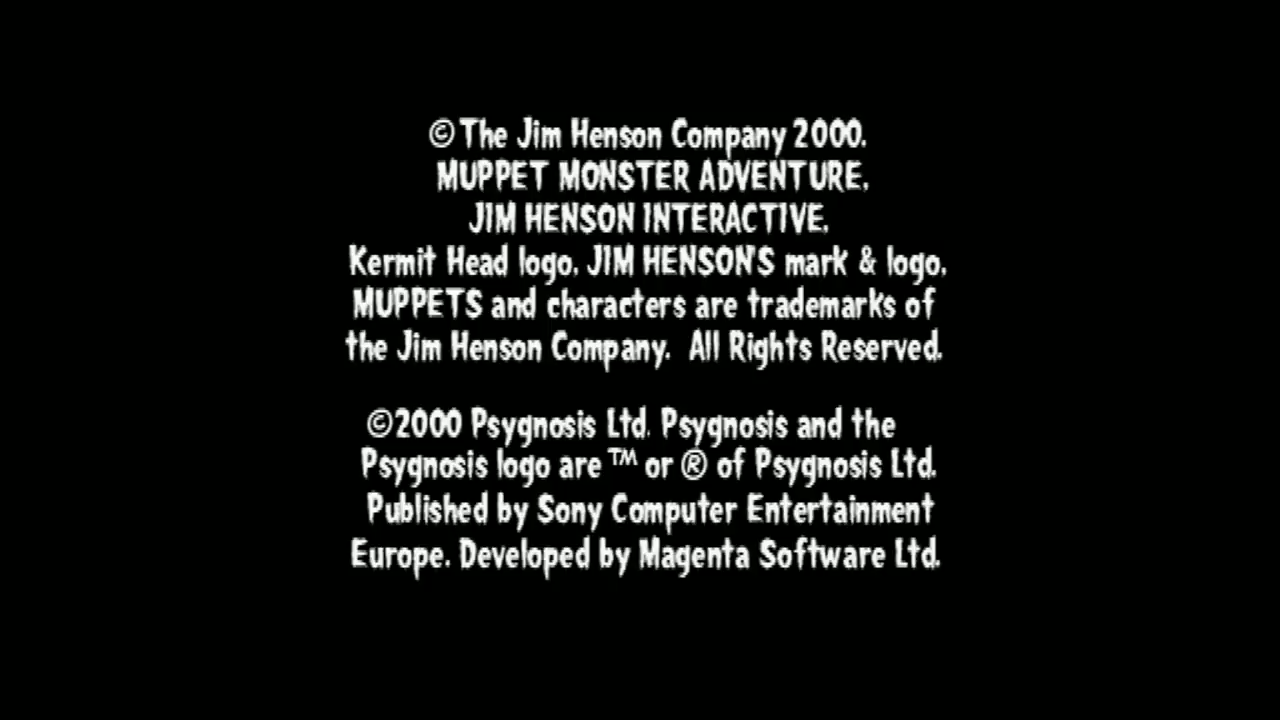 © The Jim Henson Company 2000.
MUPPET MONSTER ADVENTURE,
JIM HENSON INTERACTIVE,
Kermit Head logo, JIM HENSON'S mark & logo,
MUPPETS and characters are trademarks of
the Jim Henson Company. All Rights Reserved.
©2000 Psygnosis Ltd. Psygnosis and the
Psygnosis logo are ™ or ® of Psygnosis Ltd.
Published by Sony Computer Entertainment
Europe. Developed by Magenta Software Ltd.